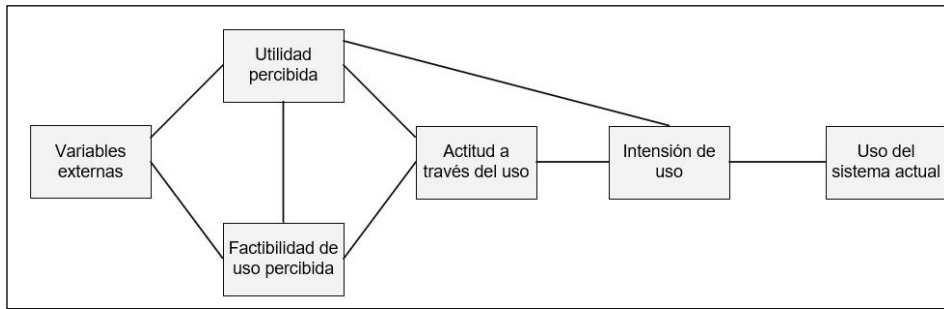 Utilidad
percibida
Variables
externas
Factibilidad de
uso percibida
Actitud a
través del uso
Intensión de
uso
Uso del
sistema actual